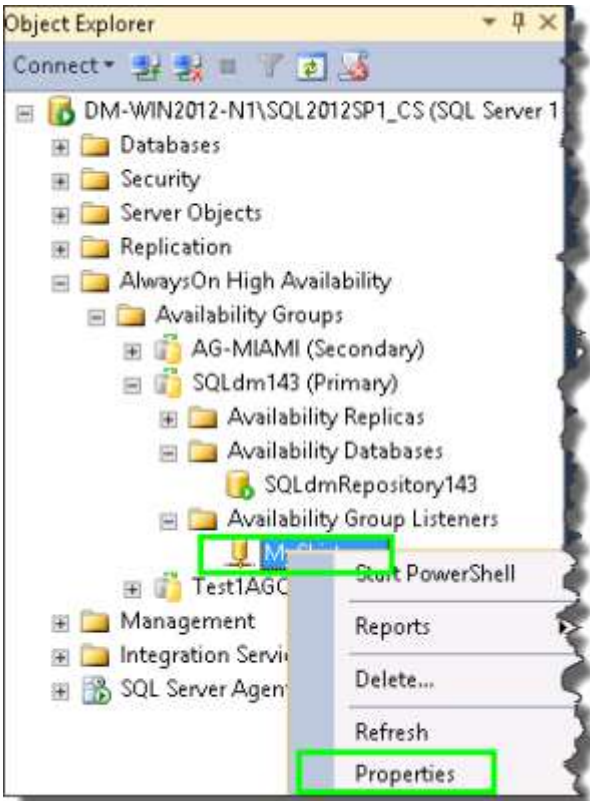 Object Explorer
Connect
DM-WIN2012-N1\SQL2012SP1_CS (SQL Server 1
Databases
Security
Server Objects
Replication
AlwaysOn High Availability
Availability Groups
AG-MIAMI (Secondary)
SQLdm143 (Primary)
Availability Replicas
Availability Databases
SQLdmRepository143
Availability Group Listeners
Start PowerShell
Test1AGC
Management
Reports
Integration Servi
Delete...
SQL Server Agen
Refresh
Properties